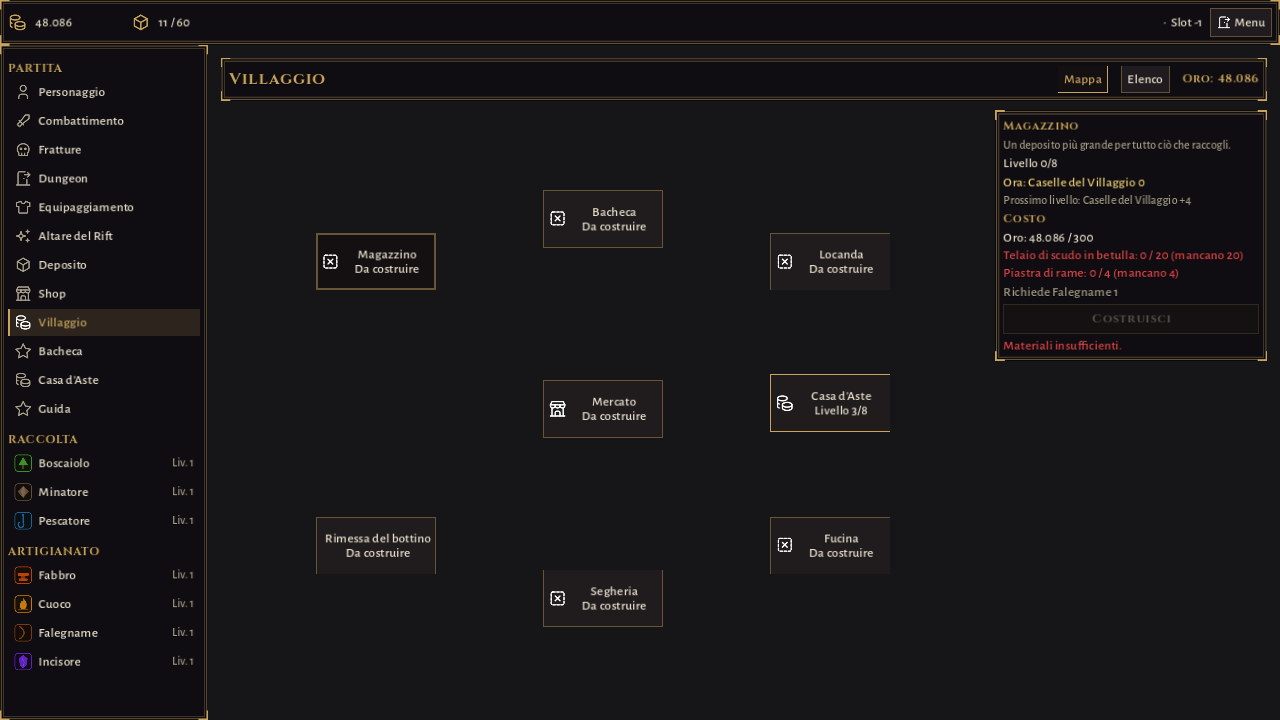 48.086
11 / 60
· Slot -1
Menu
PARTITA
Personaggio
Combattimento
Fratture
Dungeon
Equipaggiamento
Altare del Rift
Deposito
Shop
Villaggio
Bacheca
Casa d'Aste
Guida
RACCOLTA
Boscaiolo Liv. 1
Minatore Liv. 1
Pescatore Liv. 1
ARTIGIANATO
Fabbro Liv. 1
Cuoco Liv. 1
Falegname Liv. 1
Incisore Liv. 1
VILLAGGIO
Mappa
Elenco
ORO: 48.086
Bacheca
Da costruire
Magazzino
Da costruire
Locanda
Da costruire
Mercato
Da costruire
Casa d'Aste
Livello 3/8
Rimessa del bottino
Da costruire
Fucina
Da costruire
Segheria
Da costruire
MAGAZZINO
Un deposito più grande per tutto ciò che raccogli.
Livello 0/8
Ora: Caselle del Villaggio 0
Prossimo livello: Caselle del Villaggio +4
COSTO
Oro: 48.086 / 300
Telaio di scudo in betulla: 0 / 20 (mancano 20)
Piastra di rame: 0 / 4 (mancano 4)
Richiede Falegname 1
COSTRUISCI
Materiali insufficienti.